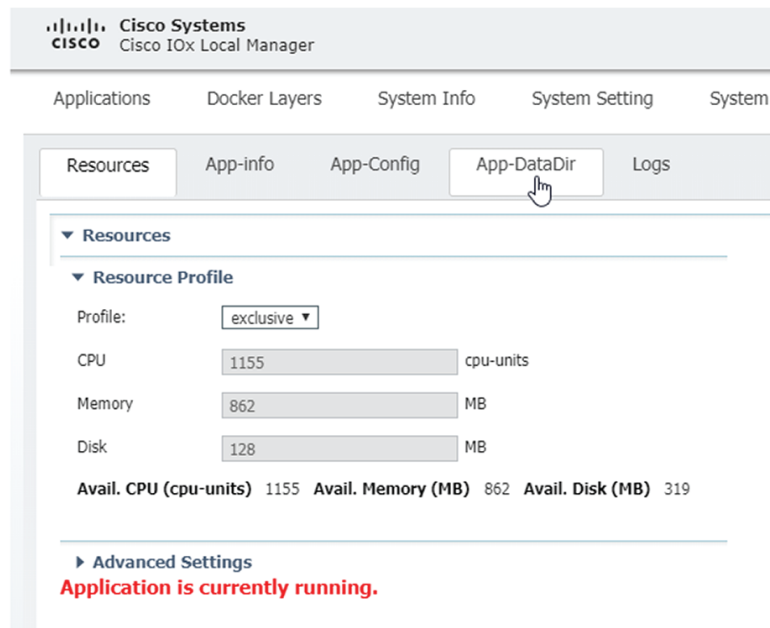 Cisco Systems
CISCO Cisco IOx Local Manager
Applications Docker Layers System Info System Setting System
Resources App-info App-Config App-DataDir Logs
Resources
Resource Profile
Profile: exclusive
CPU 1155 cpu-units
Memory 862 MB
Disk 128 MB
Avail. CPU (cpu-units) 1155 Avail. Memory (MB) 862 Avail. Disk (MB) 319
Advanced Settings
Application is currently running.